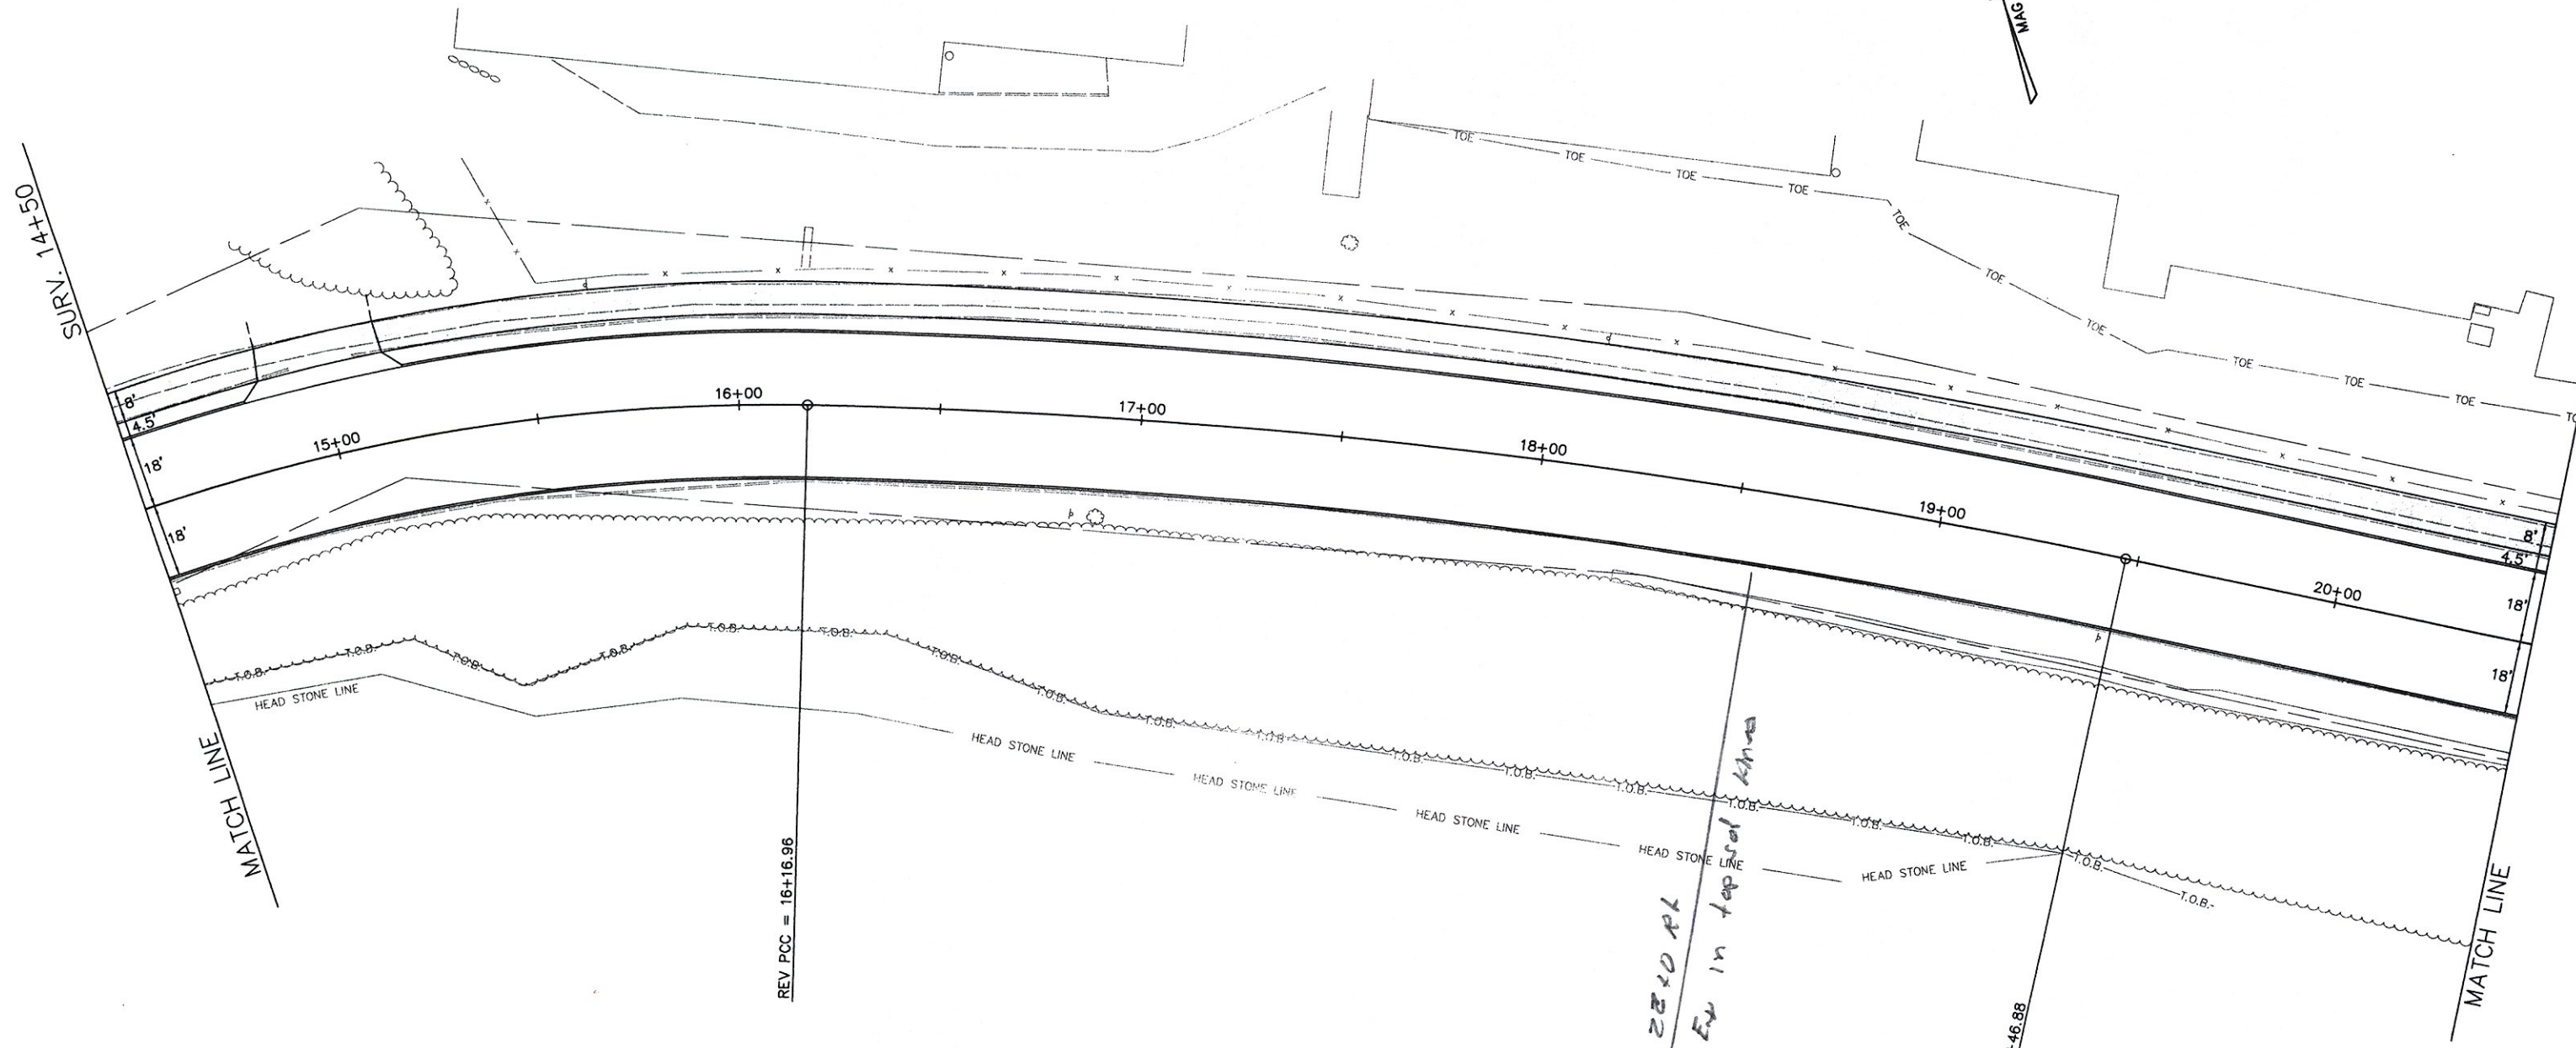 MAG
TOE TOE TOE TOE TOE TOE TOE TOE TOE TOE
SURV. 14+50
8'
4.5'
18'
18'
15+00
16+00
17+00
18+00
19+00
20+00
8'
4.5'
18'
18'
T.O.B. T.O.B. T.O.B. T.O.B. T.O.B. T.O.B. T.O.B. T.O.B. T.O.B. T.O.B. T.O.B. T.O.B. T.O.B. T.O.B. T.O.B. T.O.B. T.O.B. T.O.B.
HEAD STONE LINE
HEAD STONE LINE
HEAD STONE LINE
HEAD STONE LINE
HEAD STONE LINE
HEAD STONE LINE
MATCH LINE
REV PCC = 16+16.96
in
46.88
MATCH LINE